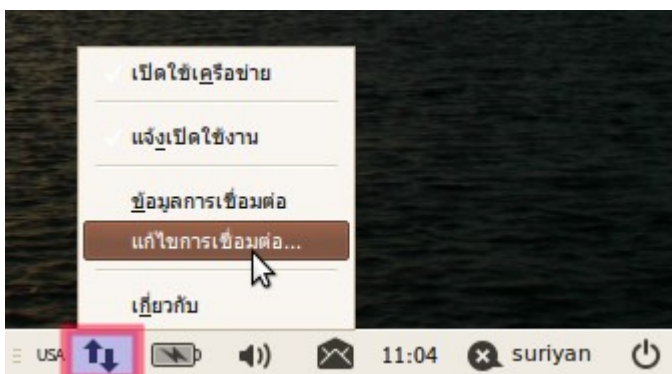 เปิดใช้เครือข่าย
แจ้งเปิดใช้งาน
ข้อมูลการเชื่อมต่อ
แก้ไขการเชื่อมต่อ...
เกี่ยวกับ
USA 11:04 suriyan